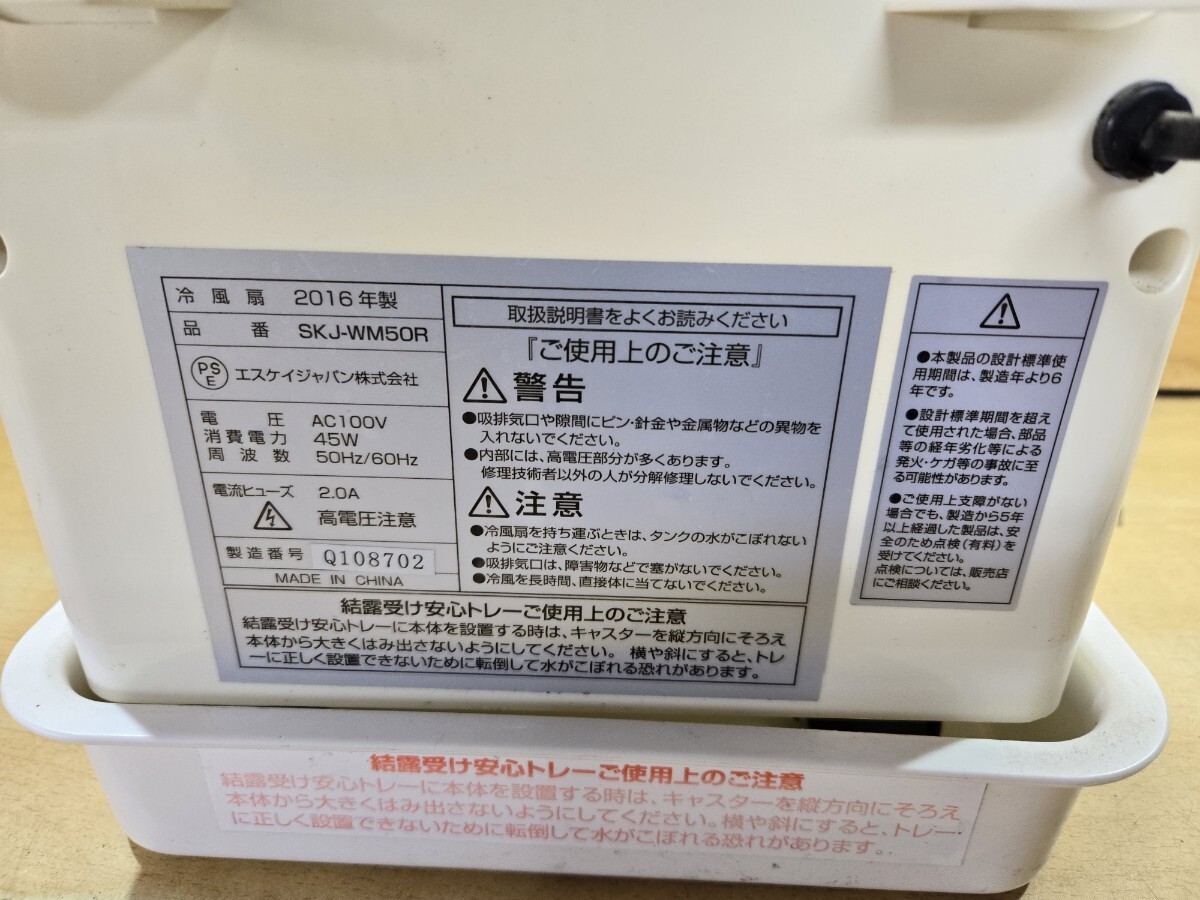 冷風扇 2016年製
品番 SKJ-WM50R
PSE エスケイジャパン株式会社
電圧 AC100V
消費電力 45W
周波数 50Hz/60Hz
電流ヒューズ 2.0A
高電圧注意
製造番号 Q108702
MADE IN CHINA
取扱説明書をよくお読みください
『ご使用上のご注意』
警告
●吸排気口や隙間にピン・針金や金属物などの異物を
入れないでください。
●内部には、高電圧部分が多くあります。
修理技術者以外の人が分解修理しないでください。
注意
●冷風扇を持ち運ぶときは、タンクの水がこぼれない
ようにご注意ください。
●吸排気口は、障害物などで塞がないでください。
●冷風を長時間、直接体に当てないでください。
結露受け安心トレーご使用上のご注意
結露受け安心トレーに本体を設置する時は、キャスターを縦方向にそろえ
本体から大きくはみ出さないようにしてください。横や斜にすると、トレ
ーに正しく設置できないために転倒して水がこぼれる恐れがあります。
●本製品の設計標準使
用期間は、製造年より6
年です。
●設計標準期間を超え
て使用された場合、部品
等の経年劣化等による
発火・ケガ等の事故に至
る可能性があります。
●ご使用上支障がない
場合でも、製造から5年
以上経過した製品は、安
全のため点検(有料)を
受けてください。
点検については、販売店
にご相談ください。
結露受け安心トレーご使用上のご注意
結露受け安心トレーに本体を設置する時は、キャスターを縦方向にそろえ
本体から大きくはみ出さないようにしてください。横や斜にすると、トレー
に正しく設置できないために転倒して水がこぼれる恐れがあります。